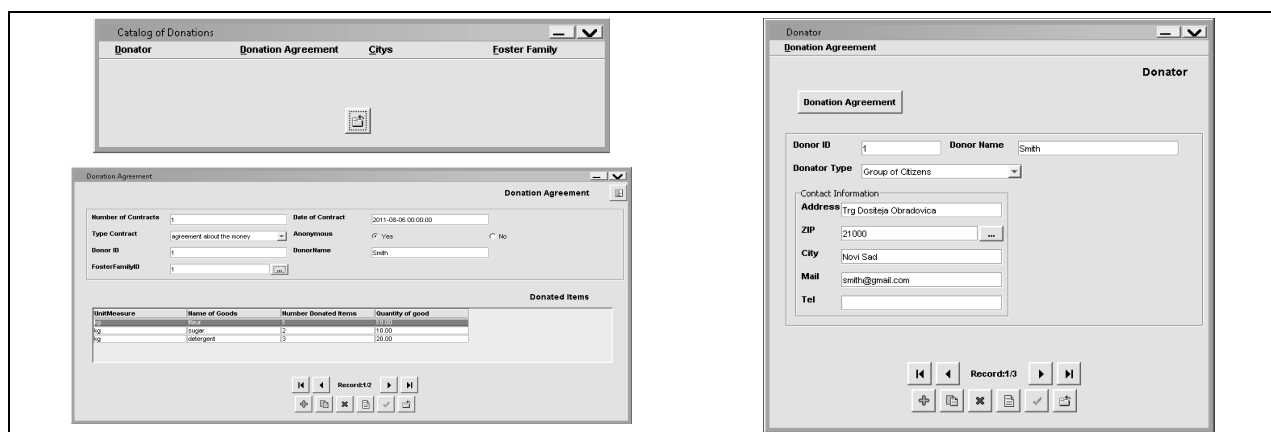 Catalog of Donations
Donator Donation Agreement Citys Foster Family
Donation Agreement
Donation Agreement
Number of Contracts 1 Date of Contract 2011-06-06 00:00:00
Type Contract agreement about the money Anonymous Yes No
Donor ID 1 DonorName Smith
FosterFamilyID 1 ...
Donated Items
UnitMeasure Name of Goods Number Donated Items Quantity of good
kg flour 1 10.00
kg sugar 2 10.00
kg detergent 3 20.00
Record:1/2
Donator
Donation Agreement
Donator
Donation Agreement
Donor ID 1 Donor Name Smith
Donator Type Group of Citizens
Contact Information
Address Trg Dositeja Obradovica
ZIP 21000 ...
City Novi Sad
Mail smith@gmail.com
Tel
Record:1/3